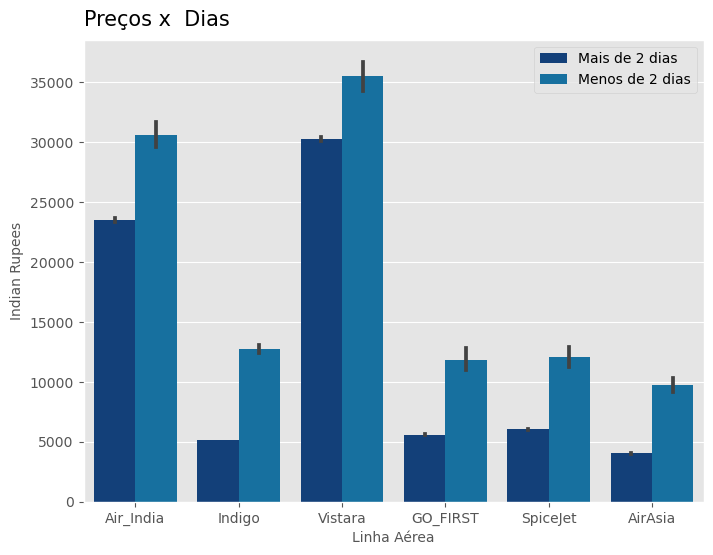 Preços x  Dias
Mais de 2 dias
Menos de 2 dias
Indian Rupees
35000
30000
25000
20000
15000
10000
5000
0
Air_India
Indigo
Vistara
GO_FIRST
SpiceJet
AirAsia
Linha Aérea